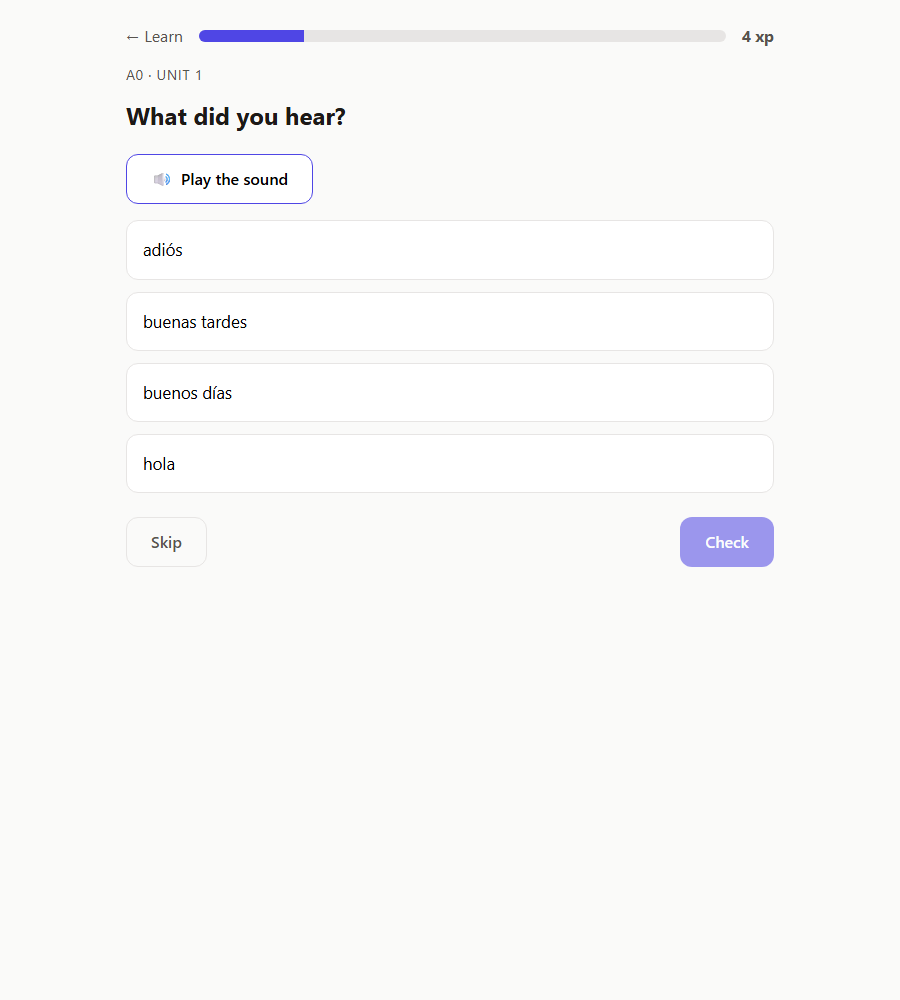 ← Learn
4 xp
A0 · UNIT 1
What did you hear?
🔊 Play the sound
adiós
buenas tardes
buenos días
hola
Skip
Check